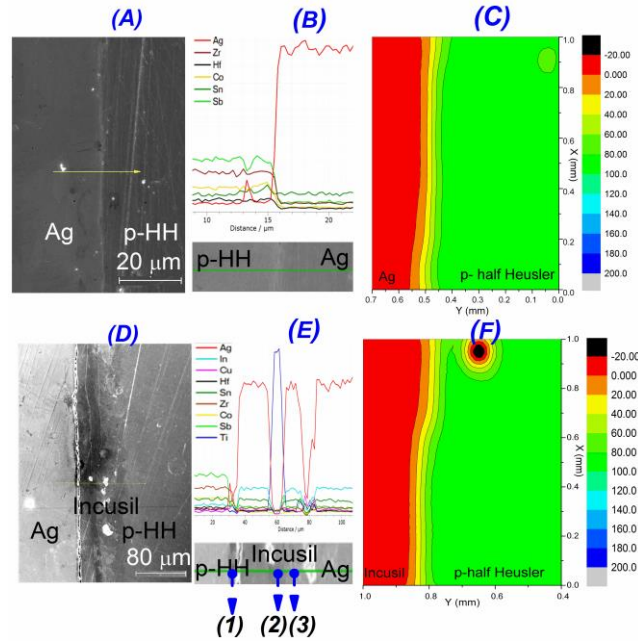 (A)
Ag
p-HH
20 μm
(B)
Ag
Zr
Hf
Co
Sn
Sb
10 15 20
Distance / μm
p-HH Ag
(C)
1.0
0.8
0.6
0.4
0.2
0.0
X (mm)
Ag p- half Heusler
0.7 0.6 0.5 0.4 0.3 0.2 0.1 0.0
Y (mm)
-20.00
0.000
20.00
40.00
60.00
80.00
100.0
120.0
140.0
160.0
180.0
200.0
(D)
Incusil
Ag p-HH
80 μm
(E)
Ag
In
Cu
Hf
Sn
Zr
Co
Sb
Ti
20 40 60 80 100
Distance / μm
Incusil
p-HH Ag
(1) (2) (3)
(F)
1.0
0.8
0.6
0.4
0.2
0.0
X (mm)
Incusil p-half Heusler
1.0 0.8 0.6 0.4
Y (mm)
-20.00
0.000
20.00
40.00
60.00
80.00
100.0
120.0
140.0
160.0
180.0
200.0